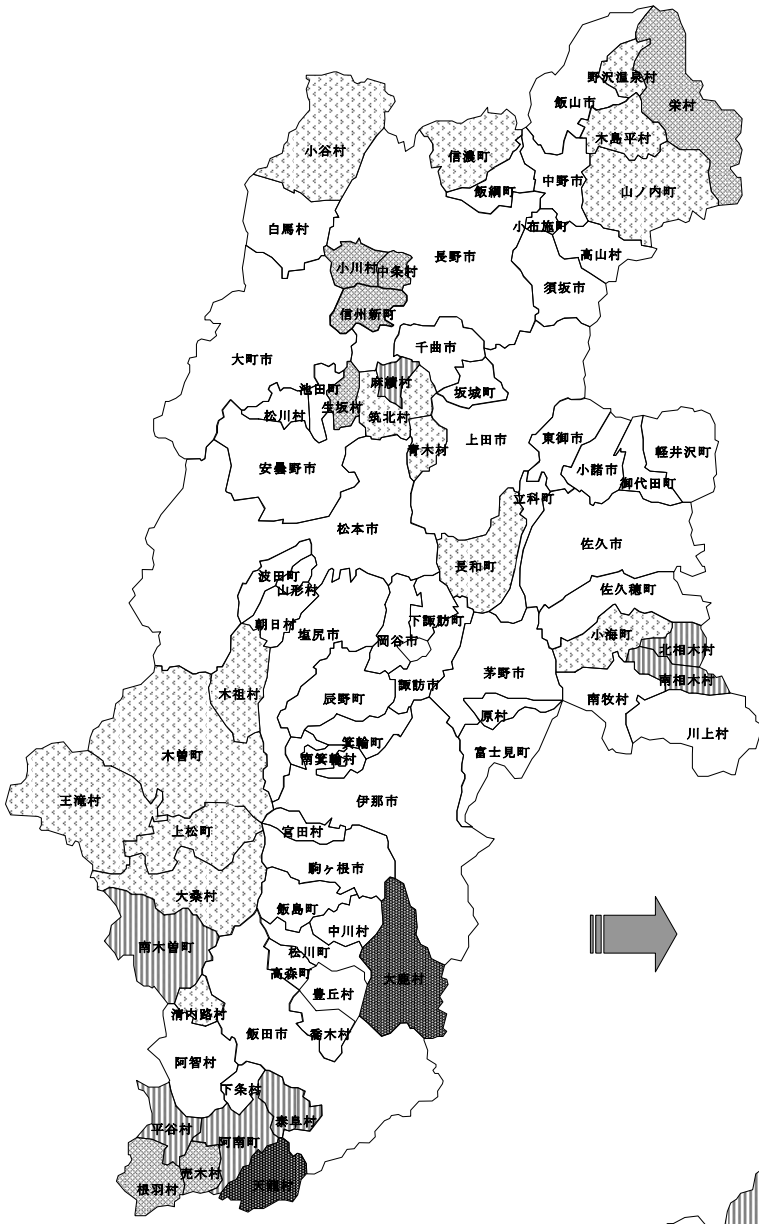 野沢温泉村
飯山市
栄村
木島平村
小谷村
信濃町
飯綱町
中野市
山ノ内町
小布施町
白馬村
長野市
高山村
小川村
中条村
須坂市
信州新町
千曲市
大町市
麻績村
池田町
坂城町
生坂村
松川村
筑北村
青木村
上田市
東御市
軽井沢町
安曇野市
小諸市
御代田町
立科町
松本市
佐久市
長和町
波田町
山形村
佐久穂町
朝日村
塩尻市
下諏訪町
岡谷市
小海町
北相木村
茅野市
南相木村
木祖村
辰野町
諏訪市
南牧村
原村
川上村
箕輪町
南箕輪村
富士見町
木曽町
王滝村
伊那市
上松町
宮田村
駒ヶ根市
大桑村
飯島町
中川村
南木曽町
松川町
高森町
大鹿村
豊丘村
清内路村
飯田市
喬木村
阿智村
下条村
平谷村
阿南町
泰阜村
売木村
根羽村
天龍村